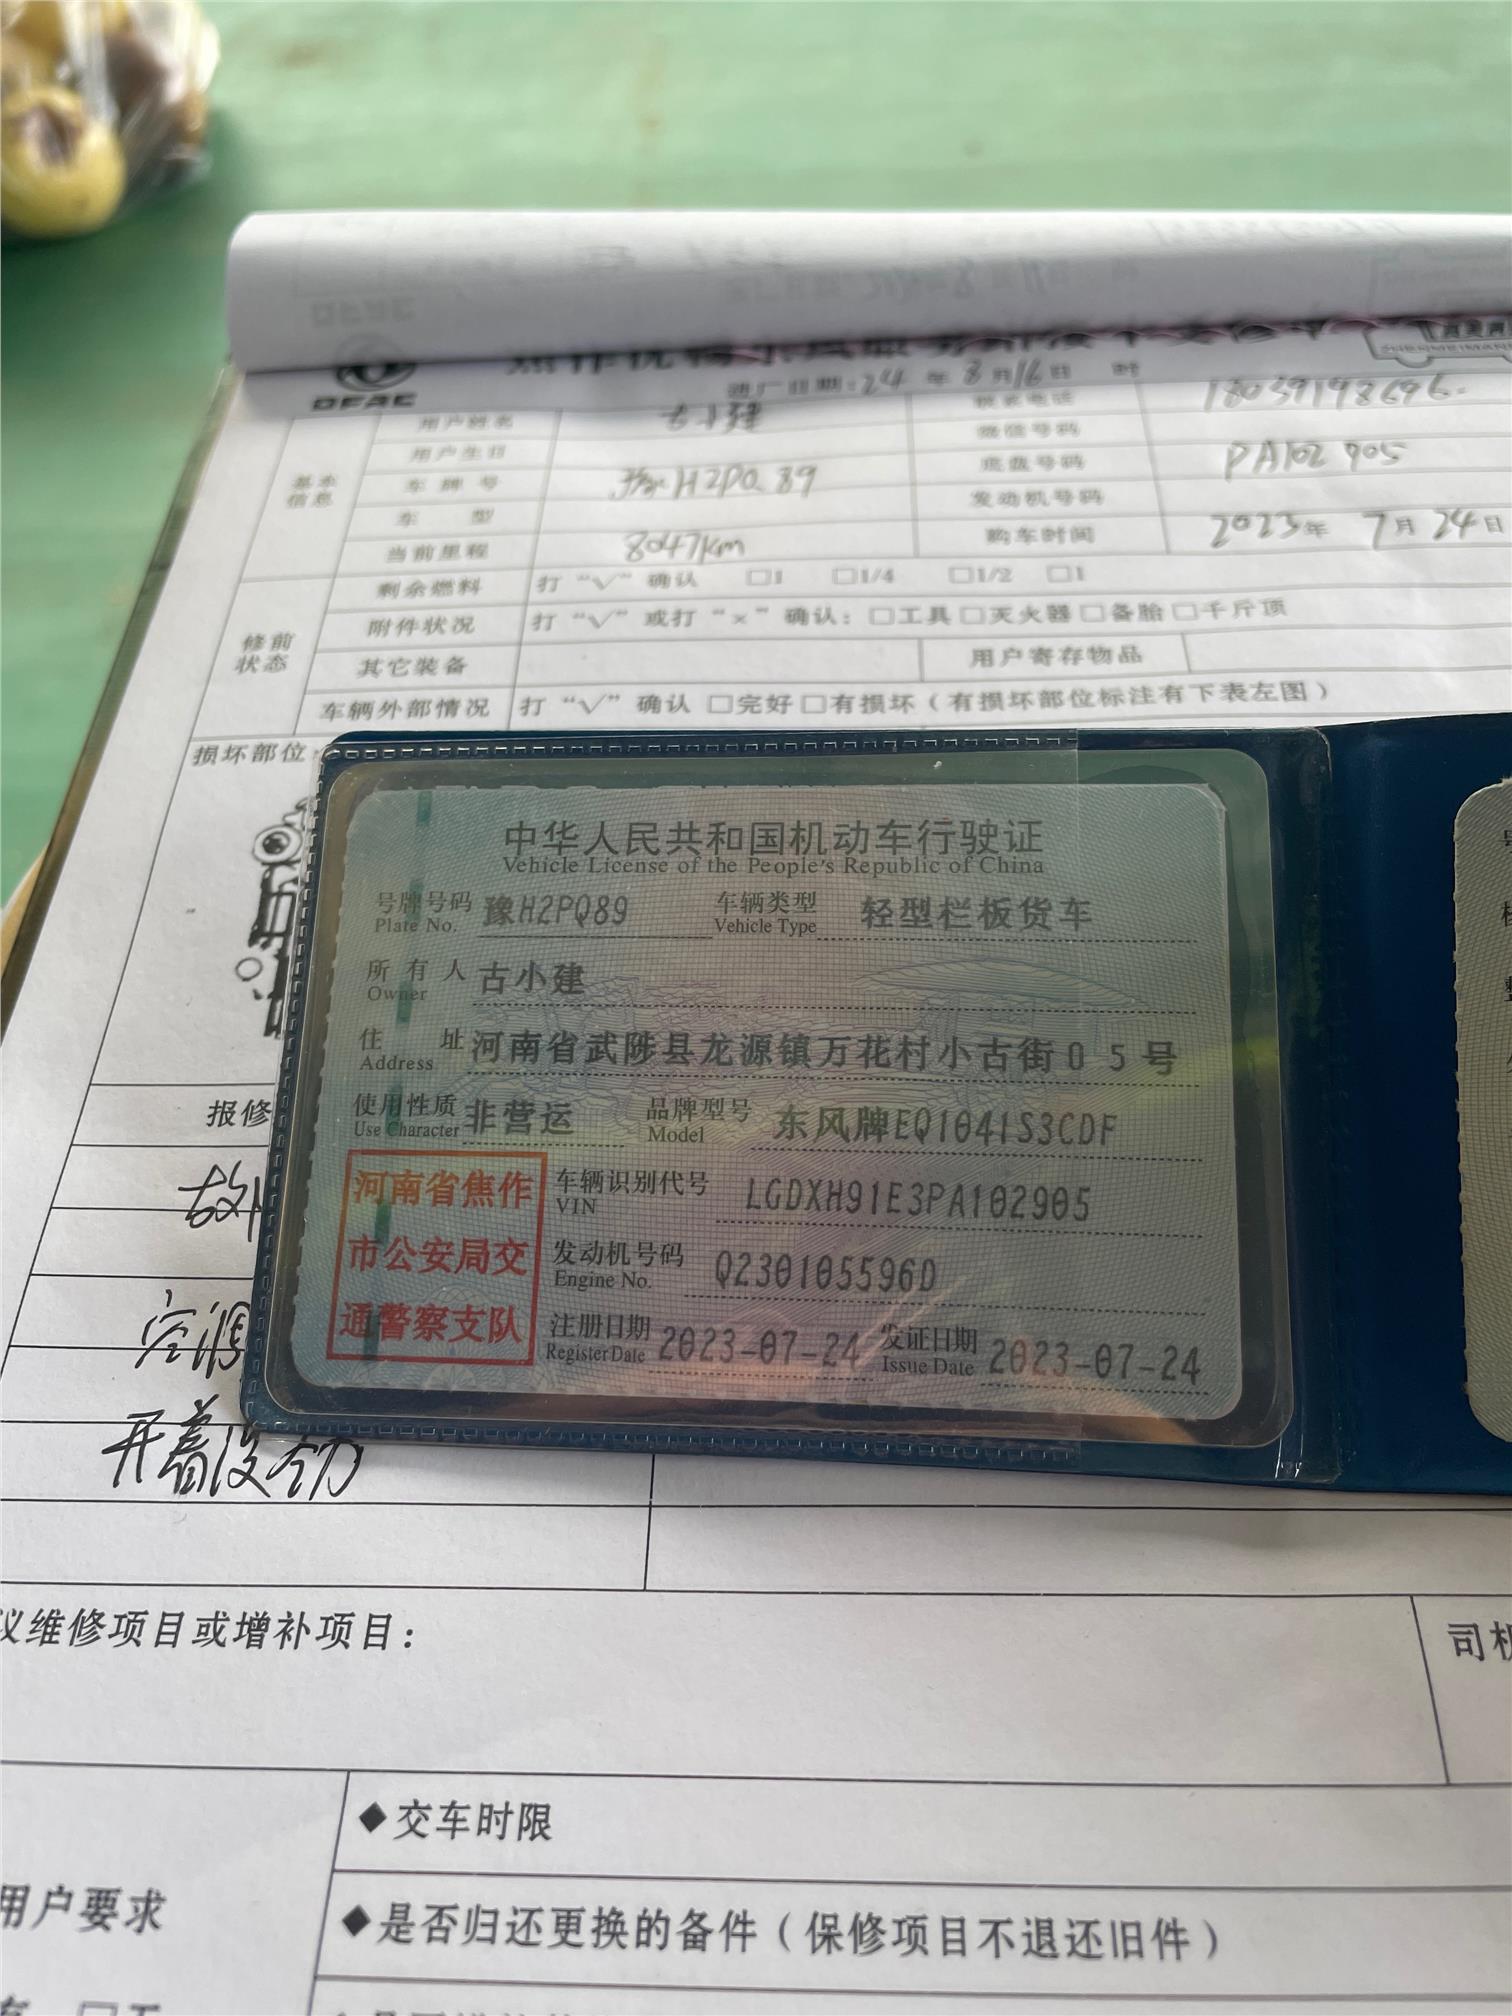 DFAC
进厂日期:24 年 8 月16日 时
用户姓名 古小建 联系电话 18039198696
用户生日 微信号码
基本信息
车牌号 豫H2PQ89 底盘号码 PA102905
车 型 发动机号码
当前里程 8047km 购车时间 2023年 7月 24日
剩余燃料 打“√”确认 □1 □1/4 □1/2 □1
附件状况 打“√”或打“×”确认：□工具□灭火器□备胎□千斤顶
修前状态
其它装备 用户寄存物品
车辆外部情况 打“√”确认 □完好□有损坏（有损坏部位标注有下表左图）
损坏部位
中华人民共和国机动车行驶证
Vehicle License of the People's Republic of China
号牌号码 豫H2PQ89 车辆类型 轻型栏板货车
Plate No. Vehicle Type
所有人 古小建
Owner
住址 河南省武陟县龙源镇万花村小古街05号
Address
使用性质 非营运 品牌型号 东风牌EQ1041S3CDF
Use Character Model
河南省焦作
市公安局交
通警察支队
车辆识别代号 LGDXH91E3PA102905
VIN
发动机号码 Q230105596D
Engine No.
注册日期 2023-07-24 发证日期 2023-07-24
Register Date Issue Date
报修
空调
开着没劲
议维修项目或增补项目：
司机
◆交车时限
用户要求
◆是否归还更换的备件（保修项目不退还旧件）